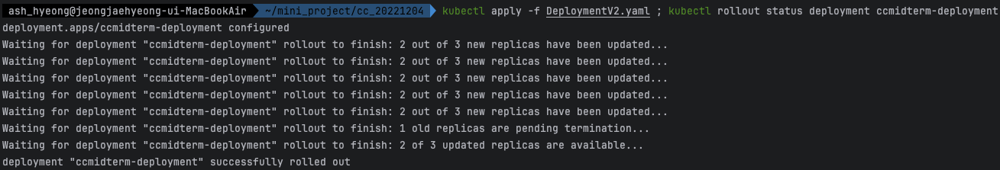 ash_hyeong@jeongjaehyeong-ui-MacBookAir ~/mini_project/cc_20221204 kubectl apply -f DeploymentV2.yaml ; kubectl rollout status deployment ccmidterm-deployment
deployment.apps/ccmidterm-deployment configured
Waiting for deployment "ccmidterm-deployment" rollout to finish: 2 out of 3 new replicas have been updated...
Waiting for deployment "ccmidterm-deployment" rollout to finish: 2 out of 3 new replicas have been updated...
Waiting for deployment "ccmidterm-deployment" rollout to finish: 2 out of 3 new replicas have been updated...
Waiting for deployment "ccmidterm-deployment" rollout to finish: 2 out of 3 new replicas have been updated...
Waiting for deployment "ccmidterm-deployment" rollout to finish: 2 out of 3 new replicas have been updated...
Waiting for deployment "ccmidterm-deployment" rollout to finish: 1 old replicas are pending termination...
Waiting for deployment "ccmidterm-deployment" rollout to finish: 2 of 3 updated replicas are available...
deployment "ccmidterm-deployment" successfully rolled out